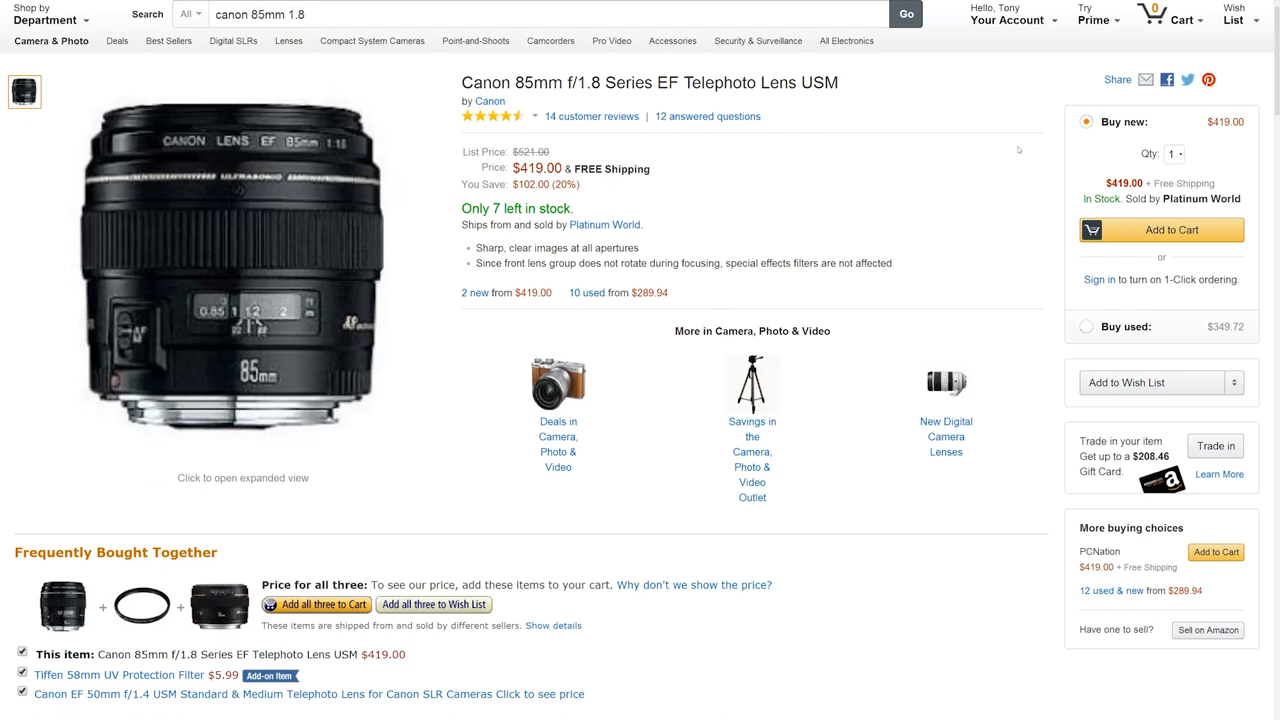 Shop by
Department
Search
All
canon 85mm 1.8
Go
Hello, Tony
Your Account
Try
Prime
0
Cart
Wish
List
Camera & Photo
Deals
Best Sellers
Digital SLRs
Lenses
Compact System Cameras
Point-and-Shoots
Camcorders
Pro Video
Accessories
Security & Surveillance
All Electronics
CANON LENS EF 85mm 1:1.8
ULTRASONIC
0.85 1 1.2 2 ft
m
22 22
AF
85mm
Click to open expanded view
Canon 85mm f/1.8 Series EF Telephoto Lens USM
by Canon
14 customer reviews | 12 answered questions
List Price: $521.00
Price: $419.00 & FREE Shipping
You Save: $102.00 (20%)
Only 7 left in stock.
Ships from and sold by Platinum World.
• Sharp, clear images at all apertures
• Since front lens group does not rotate during focusing, special effects filters are not affected
2 new from $419.00 10 used from $289.94
More in Camera, Photo & Video
Deals in
Camera,
Photo &
Video
Savings in
the
Camera,
Photo &
Video
Outlet
New Digital
Camera
Lenses
Share
Buy new: $419.00
Qty: 1
$419.00 + Free Shipping
In Stock. Sold by Platinum World
Add to Cart
or
Sign in to turn on 1-Click ordering.
Buy used: $349.72
Add to Wish List
Trade in your item
Get up to a $208.46
Gift Card.
Trade in
Learn More
a
More buying choices
PCNation
Add to Cart
$419.00 + Free Shipping
12 used & new from $289.94
Have one to sell?
Sell on Amazon
Frequently Bought Together
+ +
Price for all three: To see our price, add these items to your cart. Why don't we show the price?
Add all three to Cart
Add all three to Wish List
These items are shipped from and sold by different sellers. Show details
This item: Canon 85mm f/1.8 Series EF Telephoto Lens USM $419.00
Tiffen 58mm UV Protection Filter $5.99 Add-on Item
Canon EF 50mm f/1.4 USM Standard & Medium Telephoto Lens for Canon SLR Cameras Click to see price